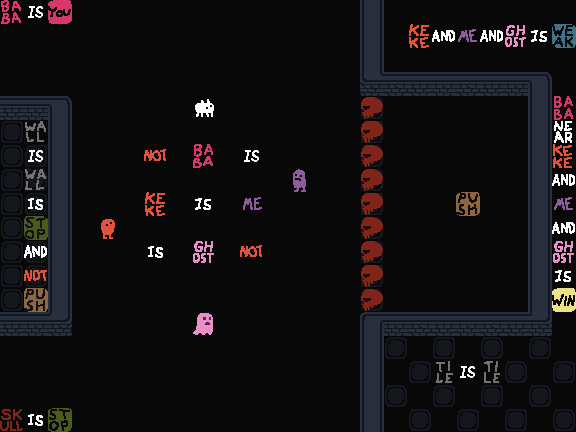 BABA IS YOU
KEKE AND ME AND GHOST IS WEAK
WALL IS WALL IS STOP AND NOT PUSH
NOT BABA IS
KEKE IS ME
IS GHOST NOT
PUSH
BABA NEAR KEKE AND ME AND GHOST IS WIN
TILE IS TILE
SKULL IS STOP